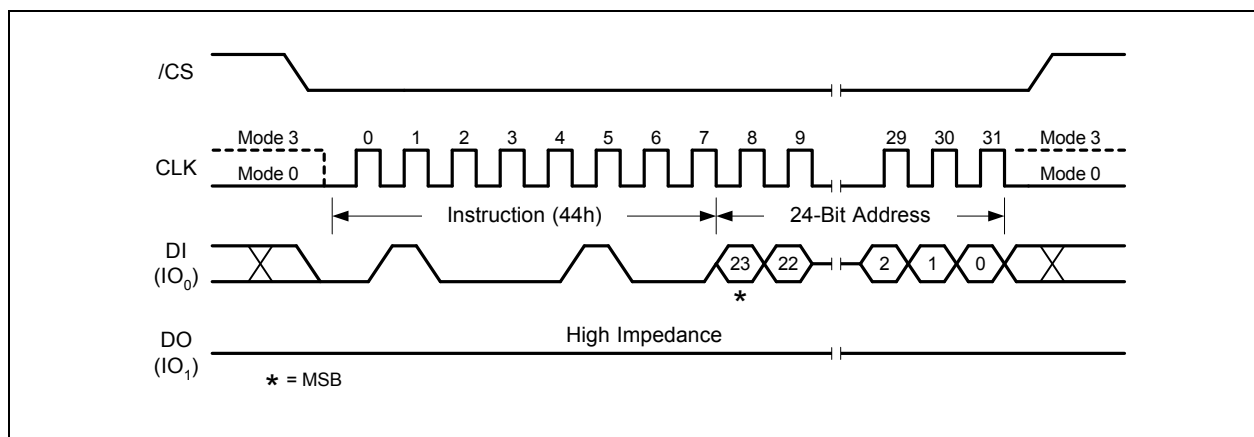 /CS
Mode 3 0 1 2 3 4 5 6 7 8 9 29 30 31 Mode 3
CLK Mode 0 Mode 0
Instruction (44h) 24-Bit Address
DI
(IO0) 23 22 2 1 0
*
High Impedance
DO
(IO1)
* = MSB